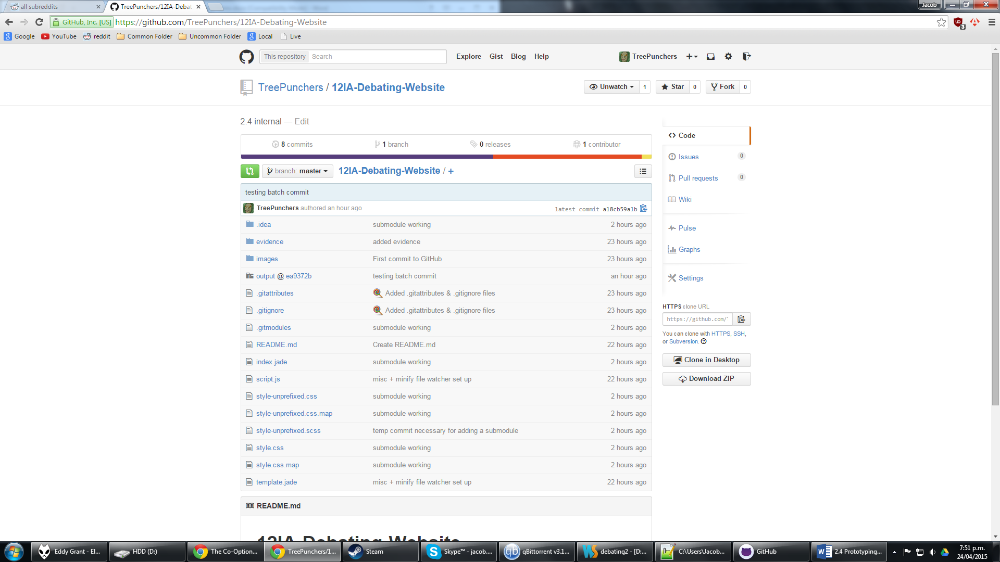 all subreddits
TreePunchers/12IA-Debat
Jacob
GitHub, Inc. [US] https://github.com/TreePunchers/12IA-Debating-Website
3
Google YouTube reddit Common Folder Uncommon Folder Local Live
This repository Search Explore Gist Blog Help TreePunchers
TreePunchers / 12IA-Debating-Website Unwatch 1 Star 0 Fork 0
2.4 internal — Edit
8 commits 1 branch 0 releases 1 contributor
branch: master 12IA-Debating-Website / +
testing batch commit
TreePunchers authored an hour ago latest commit a18cb59a1b
.idea submodule working 2 hours ago
evidence added evidence 23 hours ago
images First commit to GitHub 23 hours ago
output @ ea9372b testing batch commit an hour ago
.gitattributes Added .gitattributes & .gitignore files 23 hours ago
.gitignore Added .gitattributes & .gitignore files 23 hours ago
.gitmodules submodule working 2 hours ago
README.md Create README.md 22 hours ago
index.jade submodule working 2 hours ago
script.js misc + minify file watcher set up 22 hours ago
style-unprefixed.css submodule working 2 hours ago
style-unprefixed.css.map submodule working 2 hours ago
style-unprefixed.scss temp commit necessary for adding a submodule 2 hours ago
style.css submodule working 2 hours ago
style.css.map submodule working 2 hours ago
template.jade misc + minify file watcher set up 22 hours ago
README.md
12IA-Debating-Website
Code
Issues 0
Pull requests 0
Wiki
Pulse
Graphs
Settings
HTTPS clone URL
https://github.com/
You can clone with HTTPS, SSH,
or Subversion.
Clone in Desktop
Download ZIP
Eddy Grant - El... HDD (D:) The Co-Option... TreePunchers/1... Steam Skype™ - jacob.... qBittorrent v3.1... debating2 - [D:... C:\Users\Jacob... GitHub 2.4 Prototyping...
7:51 p.m.
24/04/2015